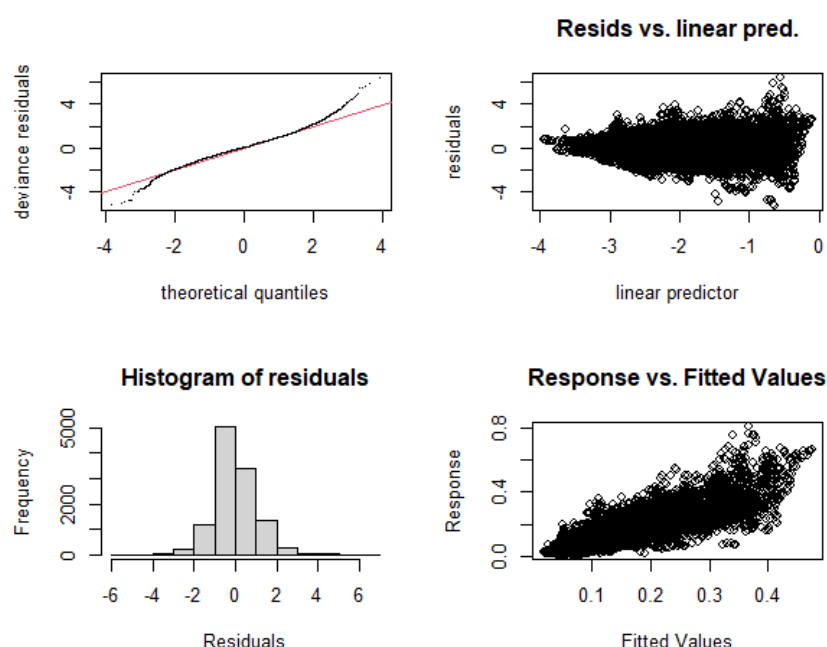 deviance residuals
4
0
-4
-4 -2 0 2 4
theoretical quantiles
Resids vs. linear pred.
residuals
4
0
-4
-4 -3 -2 -1 0
linear predictor
Histogram of residuals
Frequency
5000
2000
0
-6 -4 -2 0 2 4 6
Residuals
Response vs. Fitted Values
Response
0.8
0.4
0.0
0.1 0.2 0.3 0.4
Fitted Values